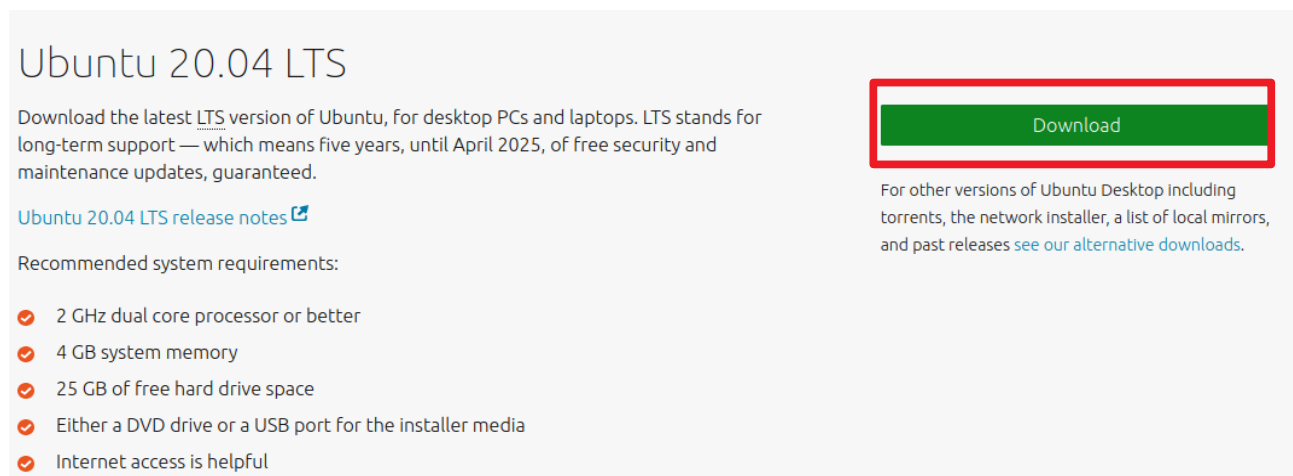 Ubuntu 20.04 LTS
Download the latest LTS version of Ubuntu, for desktop PCs and laptops. LTS stands for
long-term support — which means five years, until April 2025, of free security and
maintenance updates, guaranteed.
Ubuntu 20.04 LTS release notes
Recommended system requirements:
2 GHz dual core processor or better
4 GB system memory
25 GB of free hard drive space
Either a DVD drive or a USB port for the installer media
Internet access is helpful
Download
For other versions of Ubuntu Desktop including
torrents, the network installer, a list of local mirrors,
and past releases see our alternative downloads.